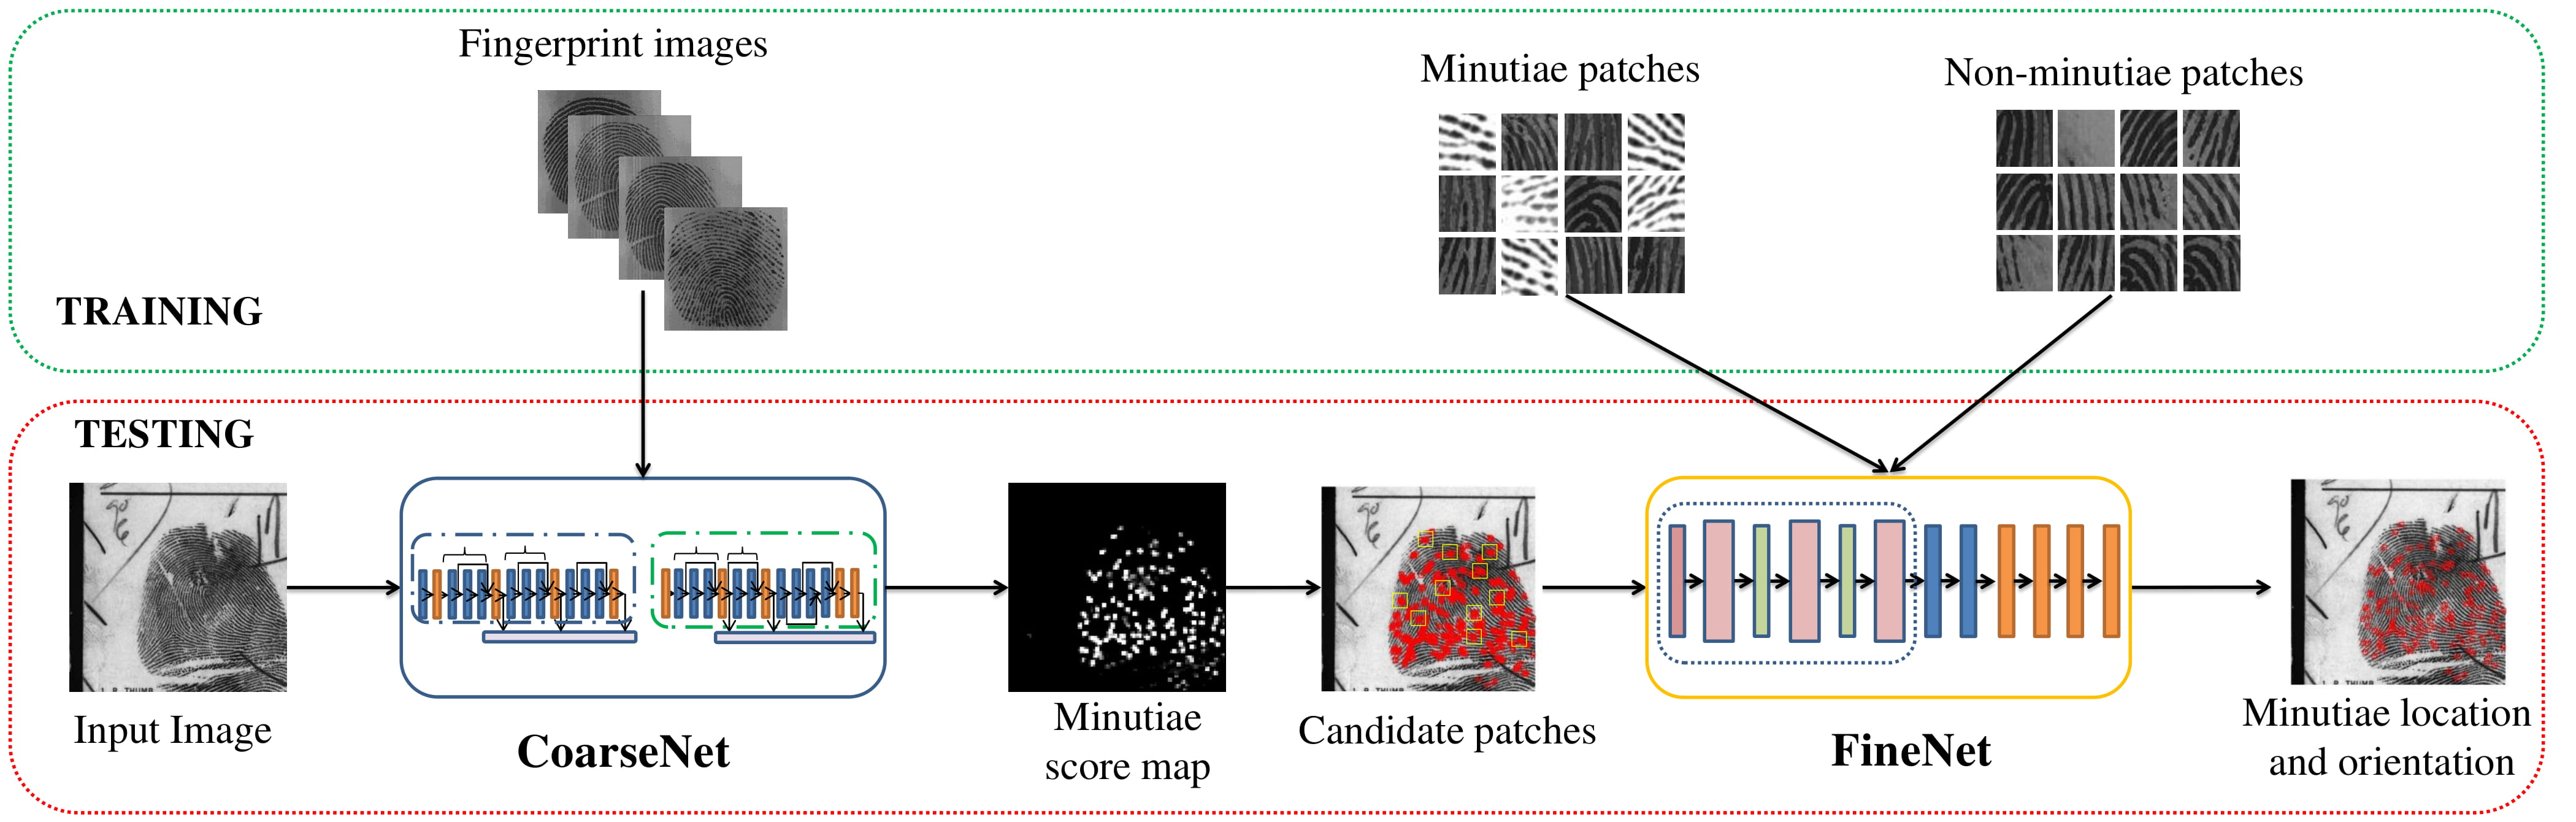 Fingerprint images
Minutiae patches
Non-minutiae patches
TRAINING
TESTING
Input Image
CoarseNet
Minutiae
score map
Candidate patches
FineNet
Minutiae location
and orientation